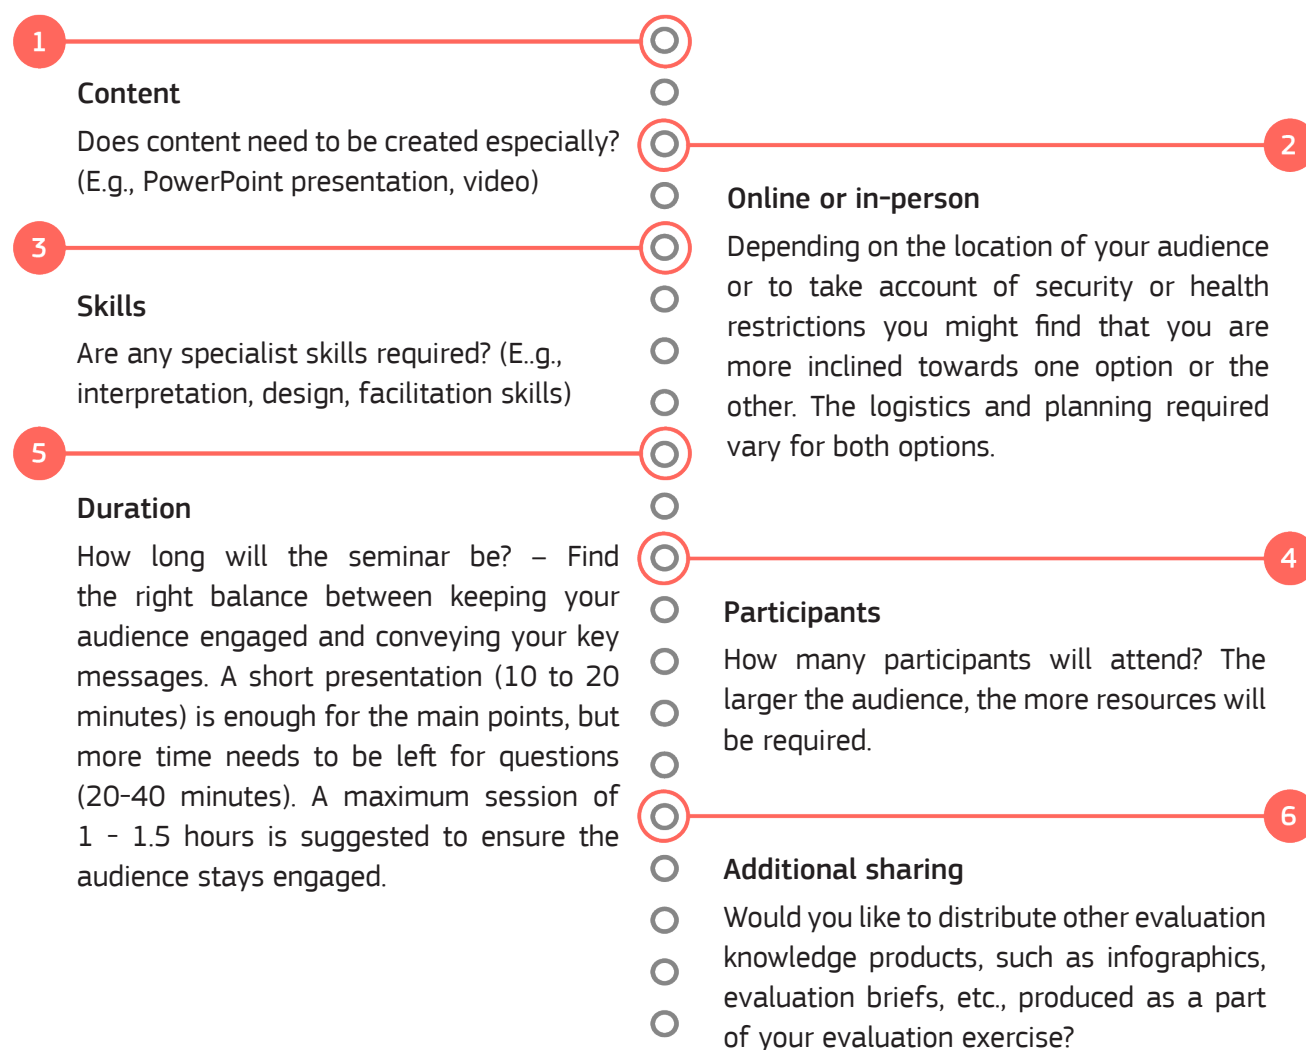 1
Content
Does content need to be created especially?
(E.g., PowerPoint presentation, video)
2
Online or in-person
Depending on the location of your audience
or to take account of security or health
restrictions you might find that you are
more inclined towards one option or the
other. The logistics and planning required
vary for both options.
3
Skills
Are any specialist skills required? (E..g.,
interpretation, design, facilitation skills)
4
Participants
How many participants will attend? The
larger the audience, the more resources will
be required.
5
Duration
How long will the seminar be? – Find
the right balance between keeping your
audience engaged and conveying your key
messages. A short presentation (10 to 20
minutes) is enough for the main points, but
more time needs to be left for questions
(20-40 minutes). A maximum session of
1 - 1.5 hours is suggested to ensure the
audience stays engaged.
6
Additional sharing
Would you like to distribute other evaluation
knowledge products, such as infographics,
evaluation briefs, etc., produced as a part
of your evaluation exercise?